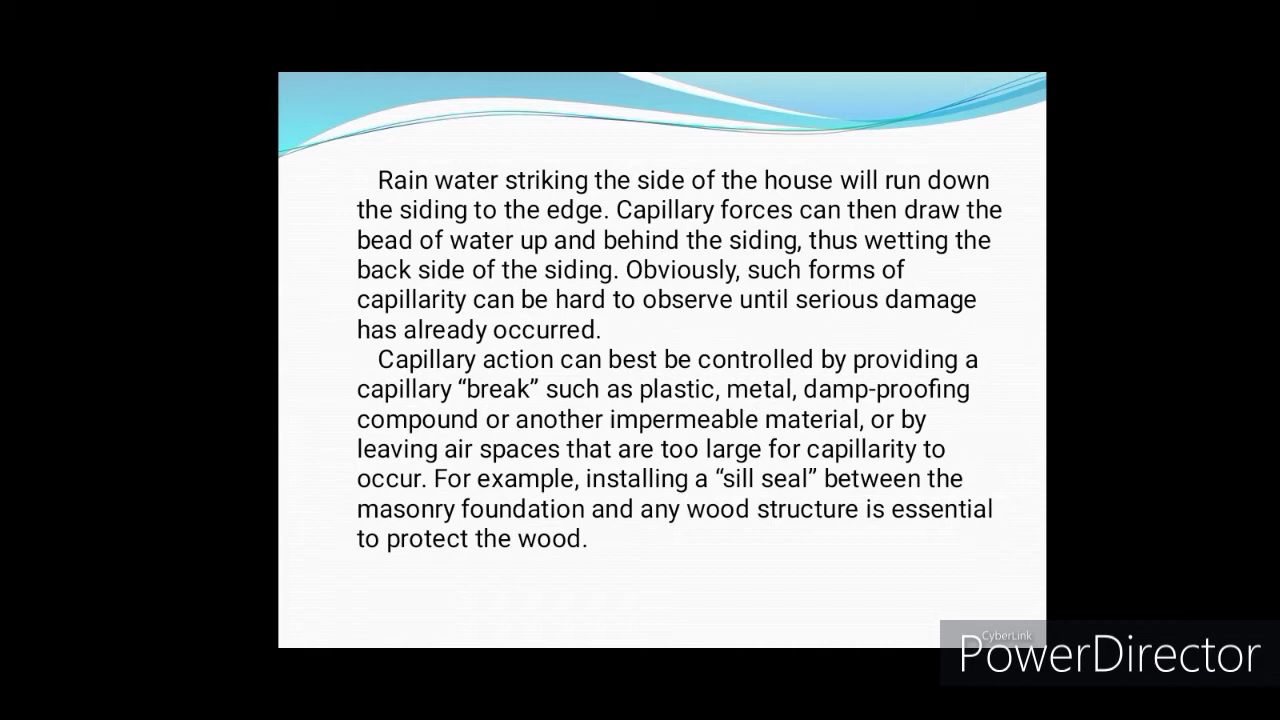 Rain water striking the side of the house will run down
the siding to the edge. Capillary forces can then draw the
bead of water up and behind the siding, thus wetting the
back side of the siding. Obviously, such forms of
capillarity can be hard to observe until serious damage
has already occurred.
Capillary action can best be controlled by providing a
capillary “break” such as plastic, metal, damp-proofing
compound or another impermeable material, or by
leaving air spaces that are too large for capillarity to
occur. For example, installing a “sill seal” between the
masonry foundation and any wood structure is essential
to protect the wood.
CyberLink
PowerDirector